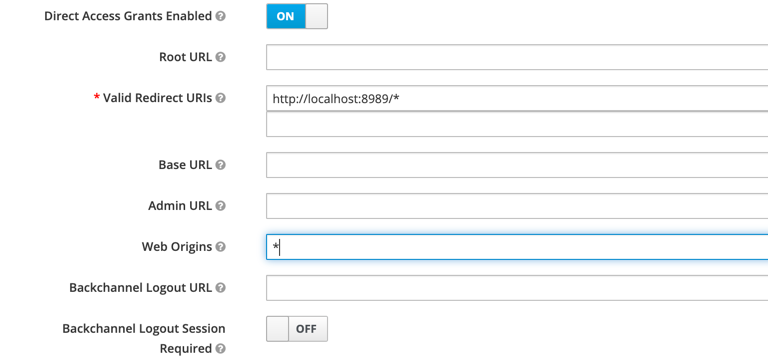 Direct Access Grants Enabled ON
Root URL
* Valid Redirect URIs http://localhost:8989/*
Base URL
Admin URL
Web Origins *
Backchannel Logout URL
Backchannel Logout Session OFF
Required